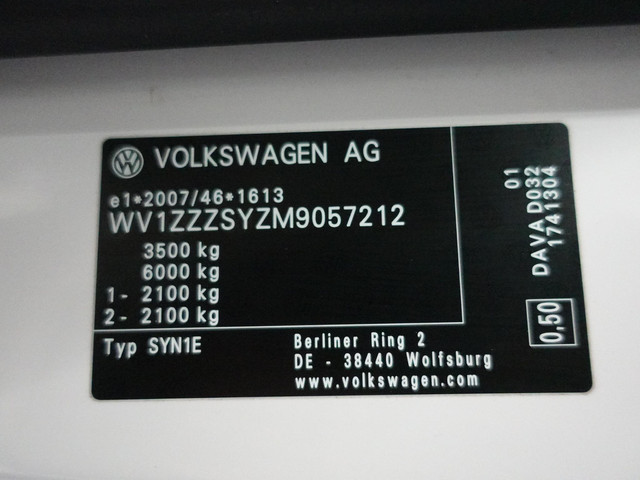 VOLKSWAGEN AG
e1*2007/46*1613
WV1ZZZSYZM9057212
3500 kg
6000 kg
1- 2100 kg
2- 2100 kg
Typ SYN1E
Berliner Ring 2
DE - 38440 Wolfsburg
www.volkswagen.com
01
DAVA D032
1741304
0,50